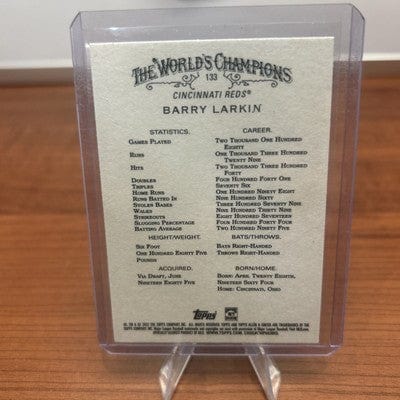 THE WORLD'S CHAMPIONS
133
CINCINNATI REDS®
BARRY LARKIN
STATISTICS. CAREER.
GAMES PLAYED TWO THOUSAND ONE HUNDRED
EIGHTY
RUNS ONE THOUSAND THREE HUNDRED
TWENTY NINE
HITS TWO THOUSAND THREE HUNDRED
FORTY
DOUBLES FOUR HUNDRED FORTY ONE
TRIPLES SEVENTY SIX
HOME RUNS ONE HUNDRED NINETY EIGHT
RUNS BATTED IN NINE HUNDRED SIXTY
STOLEN BASES THREE HUNDRED SEVENTY NINE
WALKS NINE HUNDRED THIRTY NINE
STRIKEOUTS EIGHT HUNDRED SEVENTEEN
SLUGGING PERCENTAGE FOUR HUNDRED FORTY FOUR
BATTING AVERAGE TWO HUNDRED NINETY FIVE
HEIGHT/WEIGHT. BATS/THROWS.
SIX FOOT BATS RIGHT-HANDED
ONE HUNDRED EIGHTY FIVE THROWS RIGHT-HANDED
POUNDS
ACQUIRED. BORN/HOME.
VIA DRAFT, JUNE BORN: APRIL TWENTY EIGHTH,
NINETEEN EIGHTY FIVE NINETEEN SIXTY FOUR
HOME: CINCINNATI, OHIO
Topps